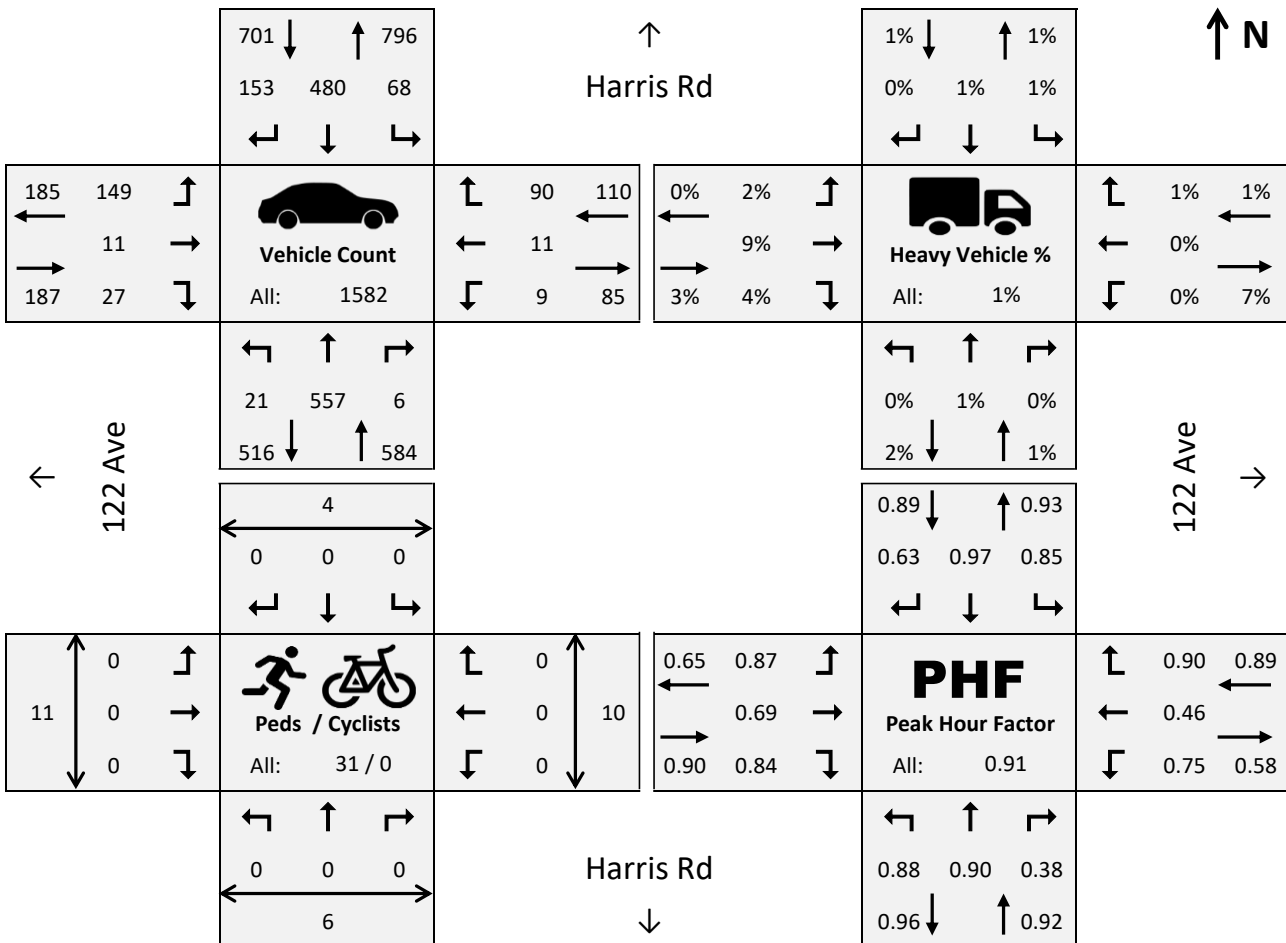 701 796 1% 1% N
Harris Rd
153 480 68 0% 1% 1%
185 149 90 110 0% 2% 1% 1%
11 11 9% 0%
Vehicle Count Heavy Vehicle %
187 27 All: 1582 9 85 3% 4% All: 1% 0% 7%
21 557 6 0% 1% 0%
516 584 2% 1%
122 Ave 122 Ave
4 0.89 0.93
0 0 0 0.63 0.97 0.85
0 0 0.65 0.87 PHF 0.90 0.89
11 0 0 10 0.69 0.46
Peds / Cyclists Peak Hour Factor
0 All: 31 / 0 0 0.90 0.84 All: 0.91 0.75 0.58
0 0 0 Harris Rd 0.88 0.90 0.38
6 0.96 0.92